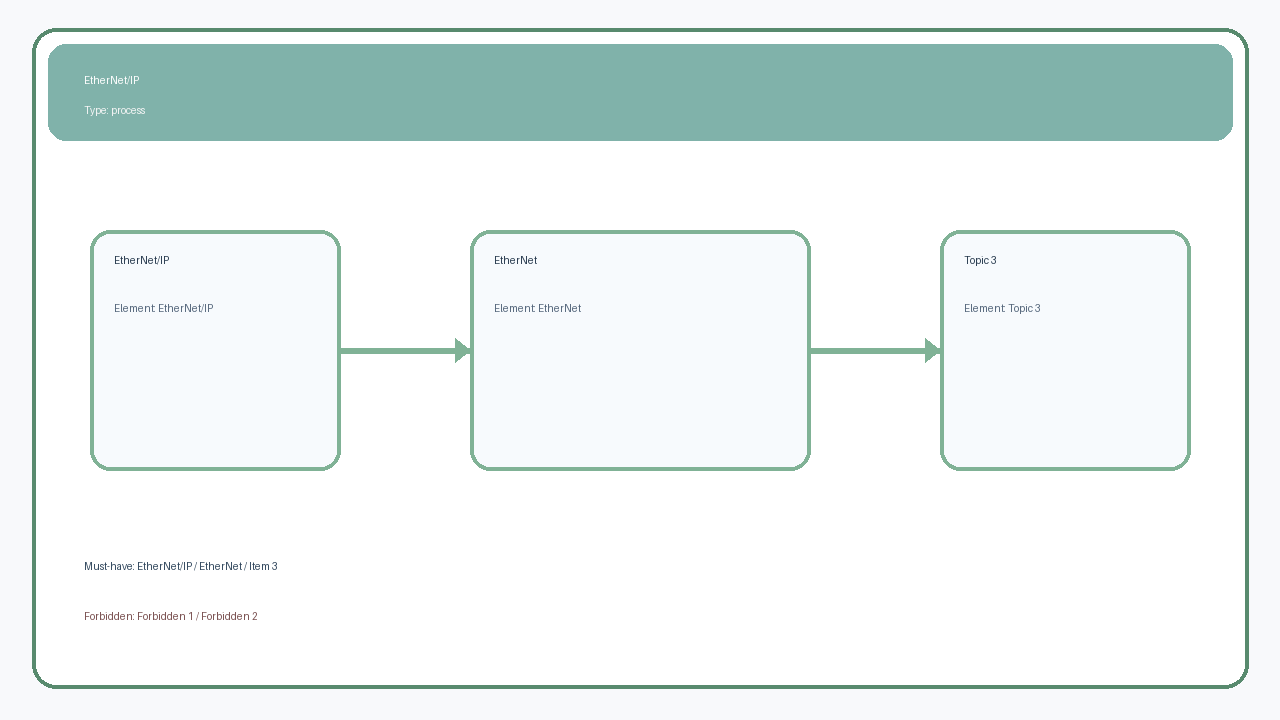 EtherNet/IP
Type: process
EtherNet/IP
Element: EtherNet/IP
EtherNet
Element: EtherNet
Topic 3
Element: Topic 3
Must-have: EtherNet/IP / EtherNet / Item 3
Forbidden: Forbidden 1 / Forbidden 2